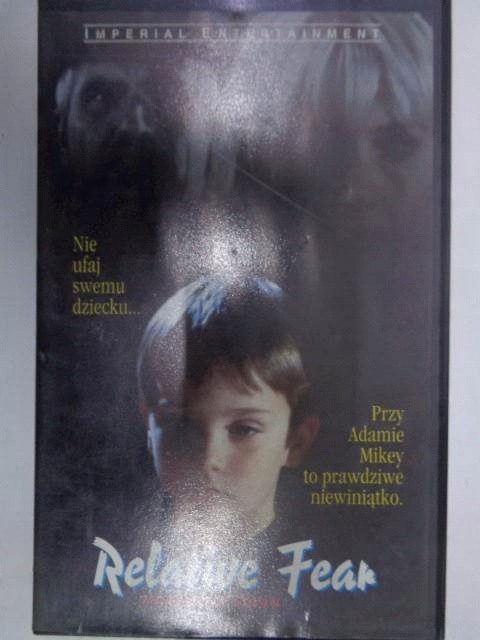 IMPERIAL ENTERTAINMENT
Nie
ufaj
swemu
dziecku...
Przy
Adamie
Mikey
to prawdziwe
niewiniątko.
Relative Fear